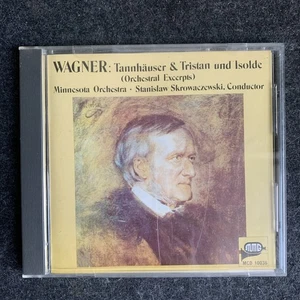 WAGNER: Tannhäuser & Tristan und Isolde
(Orchestral Excerpts)
Minnesota Orchestra - Stanislaw Skrowaczewski, Conductor